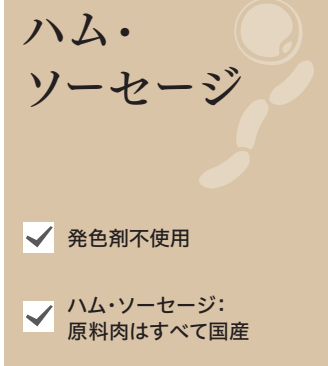 ハム・
ソーセージ
発色剤不使用
ハム・ソーセージ：
原料肉はすべて国産